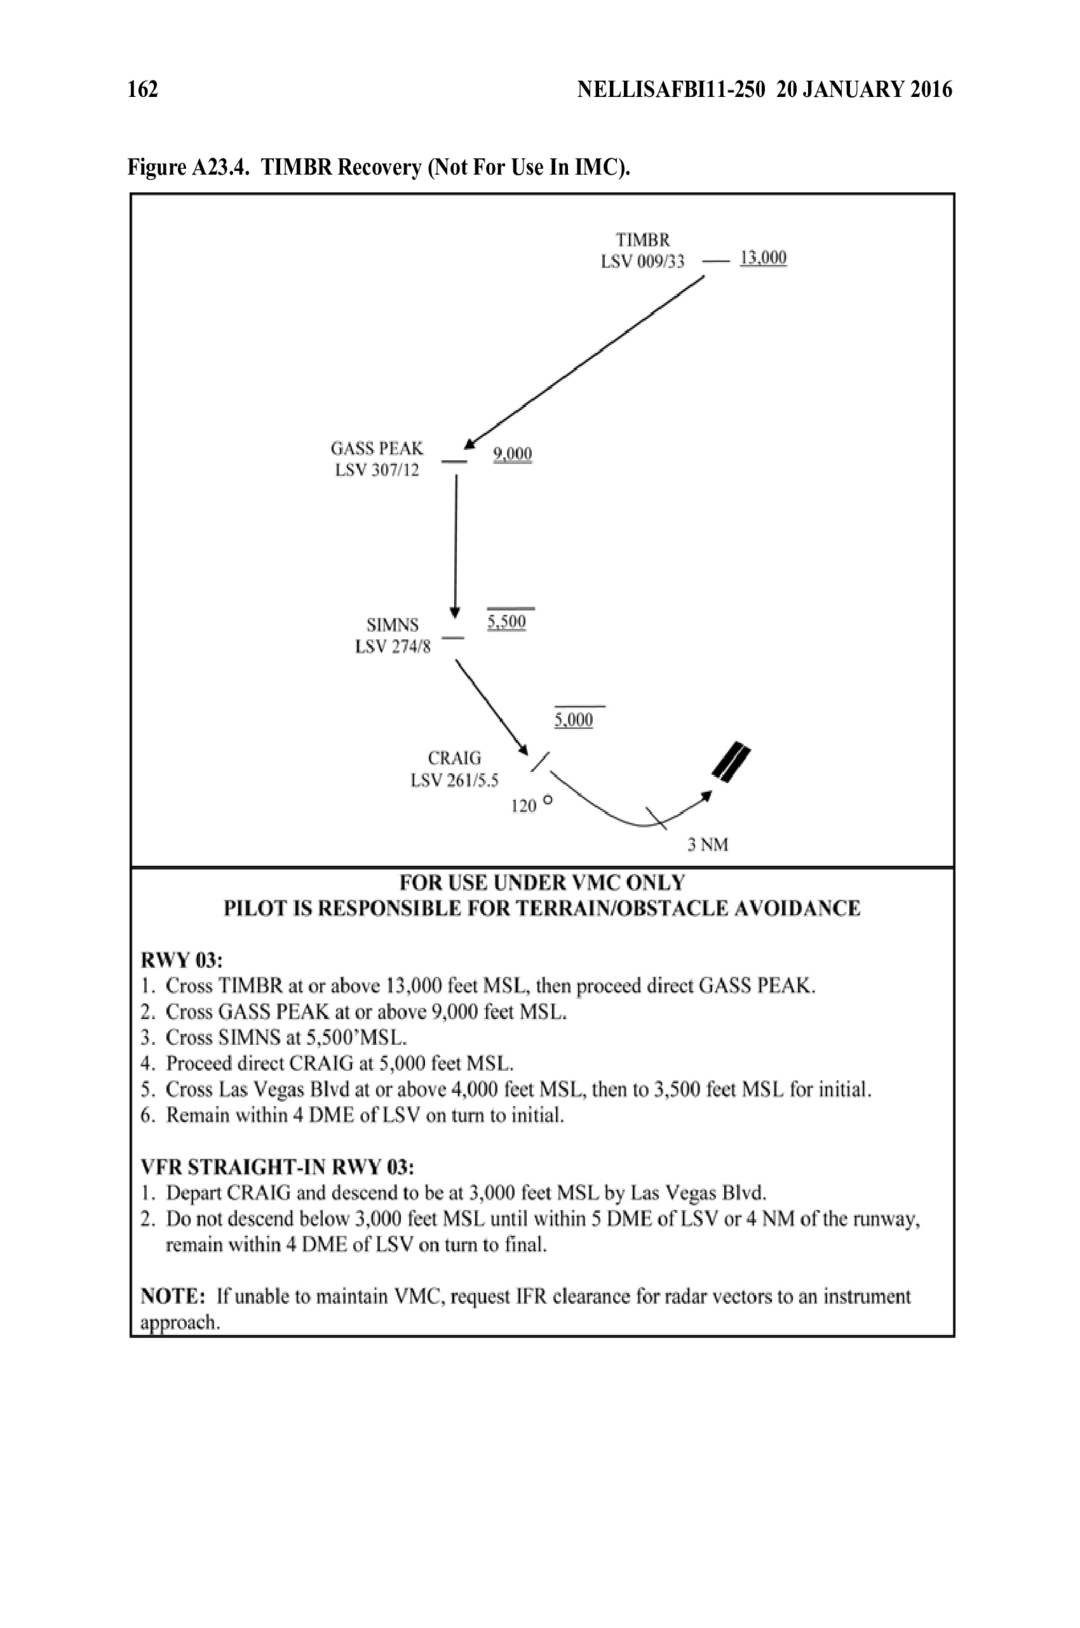 162 NELLISAFBI11-250 20 JANUARY 2016
Figure A23.4. TIMBR Recovery (Not For Use In IMC).
TIMBR
LSV 009/33
13,000
GASS PEAK
LSV 307/12
9,000
SIMNS
LSV 274/8
5,500
5,000
CRAIG
LSV 261/5.5
120 °
3 NM
FOR USE UNDER VMC ONLY
PILOT IS RESPONSIBLE FOR TERRAIN/OBSTACLE AVOIDANCE
RWY 03:
1. Cross TIMBR at or above 13,000 feet MSL, then proceed direct GASS PEAK.
2. Cross GASS PEAK at or above 9,000 feet MSL.
3. Cross SIMNS at 5,500’MSL.
4. Proceed direct CRAIG at 5,000 feet MSL.
5. Cross Las Vegas Blvd at or above 4,000 feet MSL, then to 3,500 feet MSL for initial.
6. Remain within 4 DME of LSV on turn to initial.
VFR STRAIGHT-IN RWY 03:
1. Depart CRAIG and descend to be at 3,000 feet MSL by Las Vegas Blvd.
2. Do not descend below 3,000 feet MSL until within 5 DME of LSV or 4 NM of the runway,
remain within 4 DME of LSV on turn to final.
NOTE: If unable to maintain VMC, request IFR clearance for radar vectors to an instrument
approach.